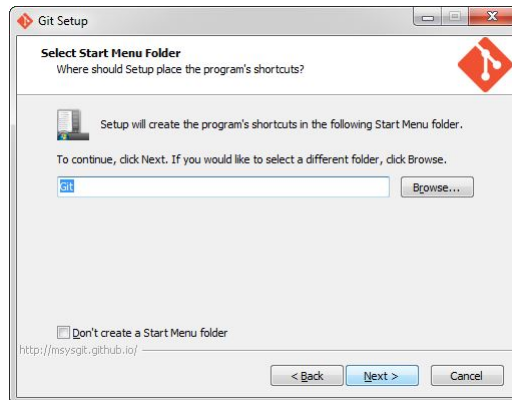 Git Setup
Select Start Menu Folder
Where should Setup place the program's shortcuts?
Setup will create the program's shortcuts in the following Start Menu folder.
To continue, click Next. If you would like to select a different folder, click Browse.
Git
Browse...
Don't create a Start Menu folder
http://msysgit.github.io/
< Back
Next >
Cancel